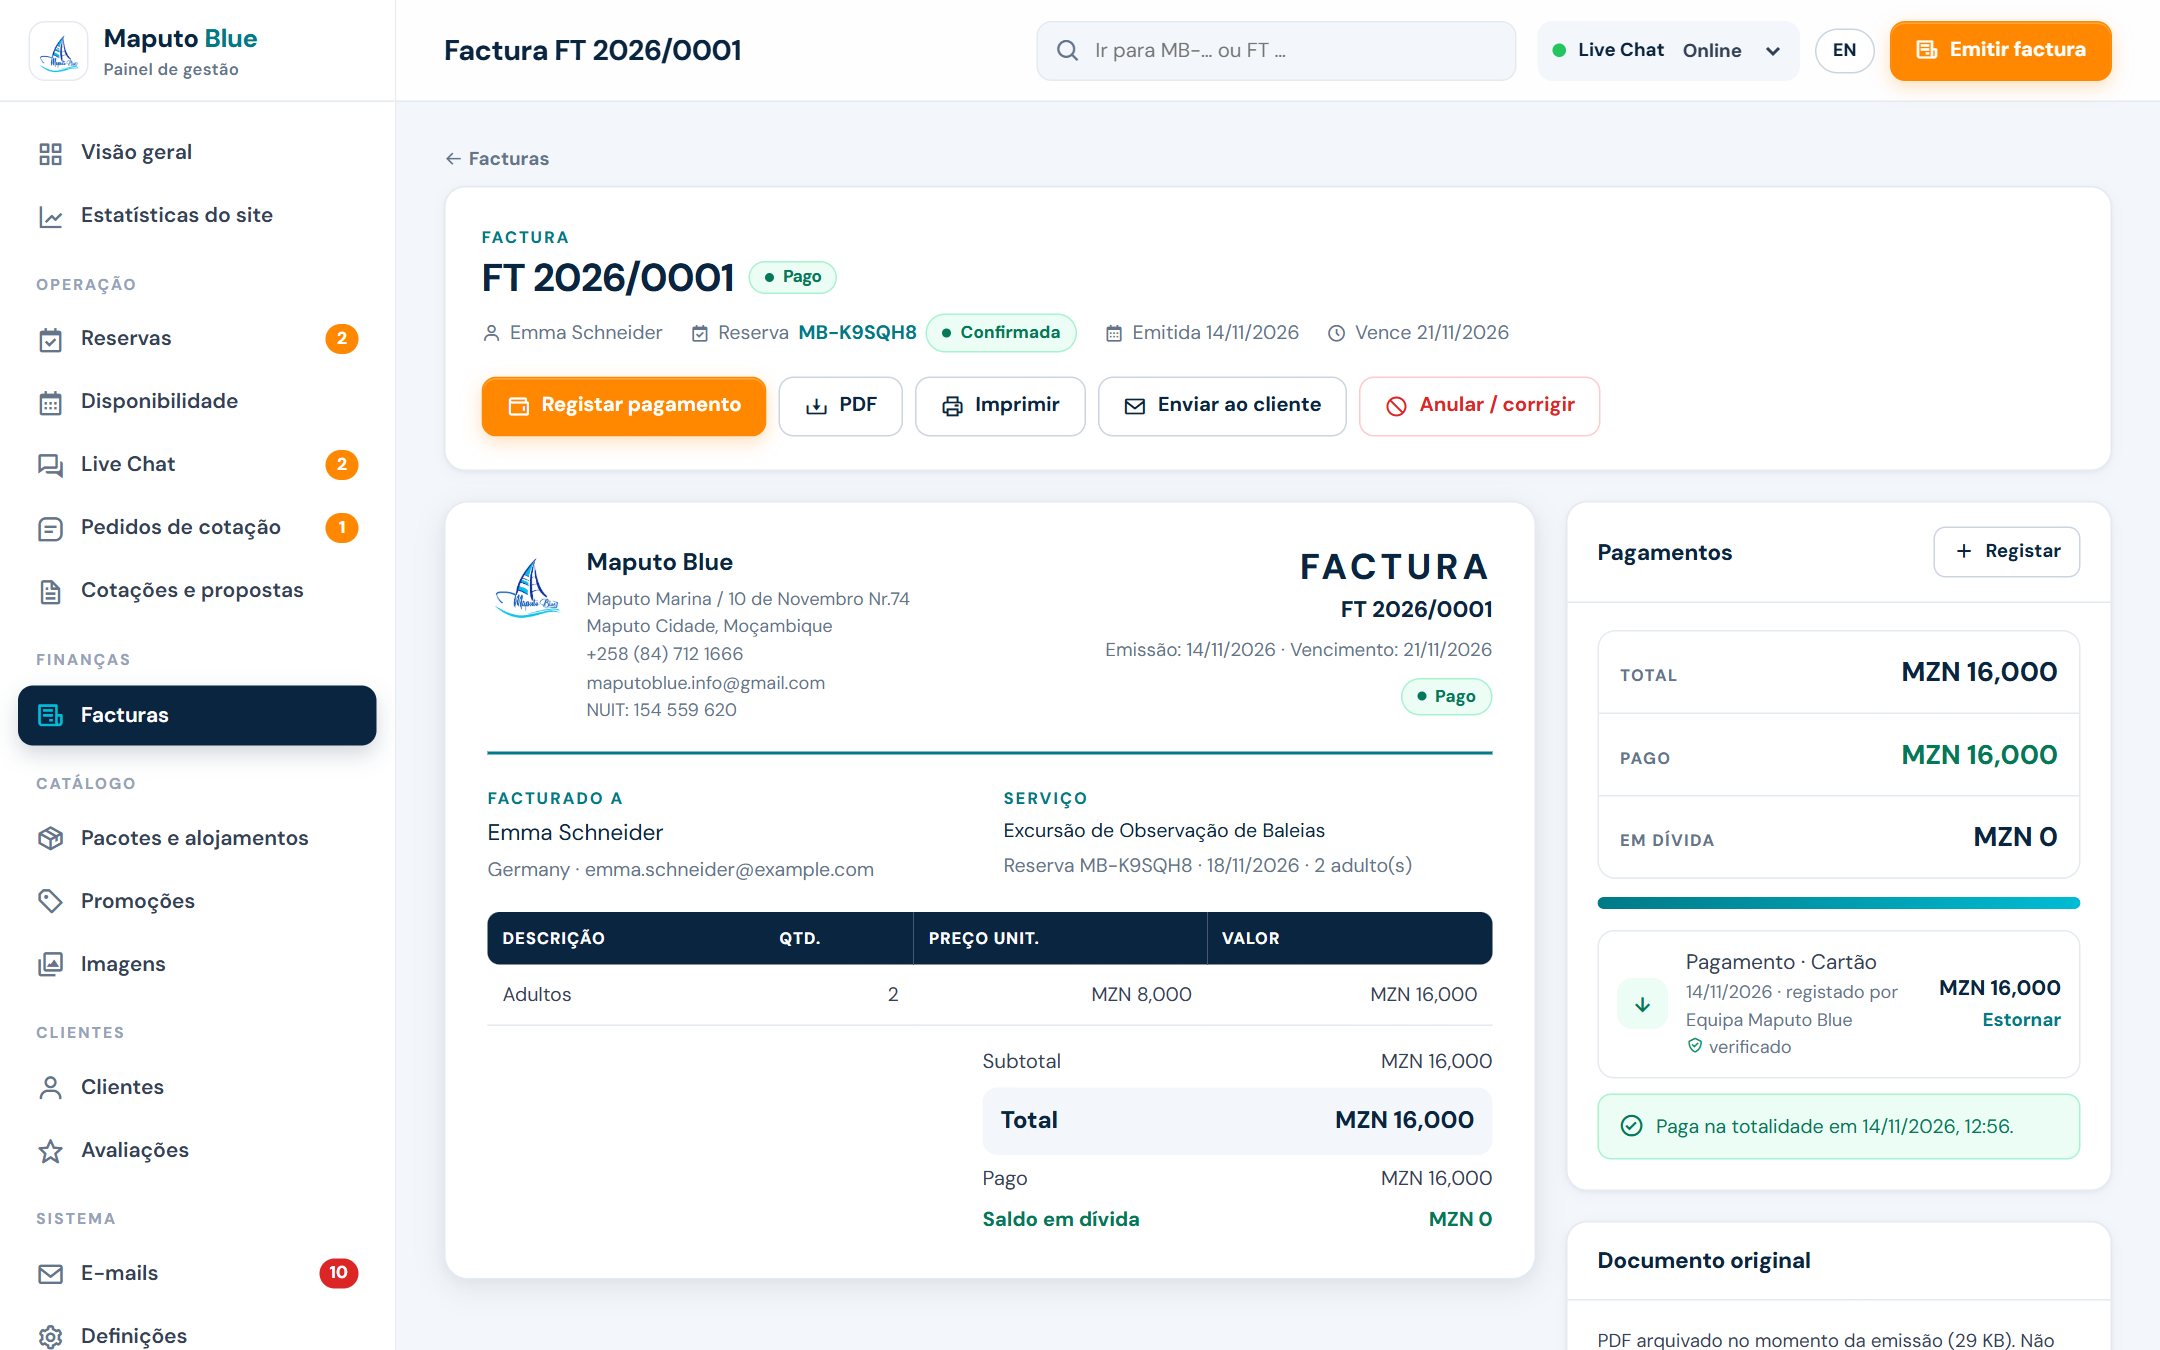 Maputo Blue
Painel de gestão
Factura FT 2026/0001
Ir para MB-... ou FT ...
Live Chat Online
EN
Emitir factura
Visão geral
Estatísticas do site
OPERAÇÃO
Reservas 2
Disponibilidade
Live Chat 2
Pedidos de cotação 1
Cotações e propostas
FINANÇAS
Facturas
CATÁLOGO
Pacotes e alojamentos
Promoções
Imagens
CLIENTES
Clientes
Avaliações
SISTEMA
E-mails 10
Definições
← Facturas
FACTURA
FT 2026/0001 Pago
Emma Schneider Reserva MB-K9SQH8 Confirmada Emitida 14/11/2026 Vence 21/11/2026
Registar pagamento PDF Imprimir Enviar ao cliente Anular / corrigir
Maputo Blue
Maputo Marina / 10 de Novembro Nr.74
Maputo Cidade, Moçambique
+258 (84) 712 1666
maputoblue.info@gmail.com
NUIT: 154 559 620
FACTURA
FT 2026/0001
Emissão: 14/11/2026 · Vencimento: 21/11/2026
Pago
FACTURADO A
Emma Schneider
Germany · emma.schneider@example.com
SERVIÇO
Excursão de Observação de Baleias
Reserva MB-K9SQH8 · 18/11/2026 · 2 adulto(s)
DESCRIÇÃO QTD. PREÇO UNIT. VALOR
Adultos 2 MZN 8,000 MZN 16,000
Subtotal MZN 16,000
Total MZN 16,000
Pago MZN 16,000
Saldo em dívida MZN 0
Pagamentos
+ Registar
TOTAL MZN 16,000
PAGO MZN 16,000
EM DÍVIDA MZN 0
Pagamento · Cartão
14/11/2026 · registado por
Equipa Maputo Blue
verificado
MZN 16,000
Estornar
Paga na totalidade em 14/11/2026, 12:56.
Documento original
PDF arquivado no momento da emissão (29 KB). Não